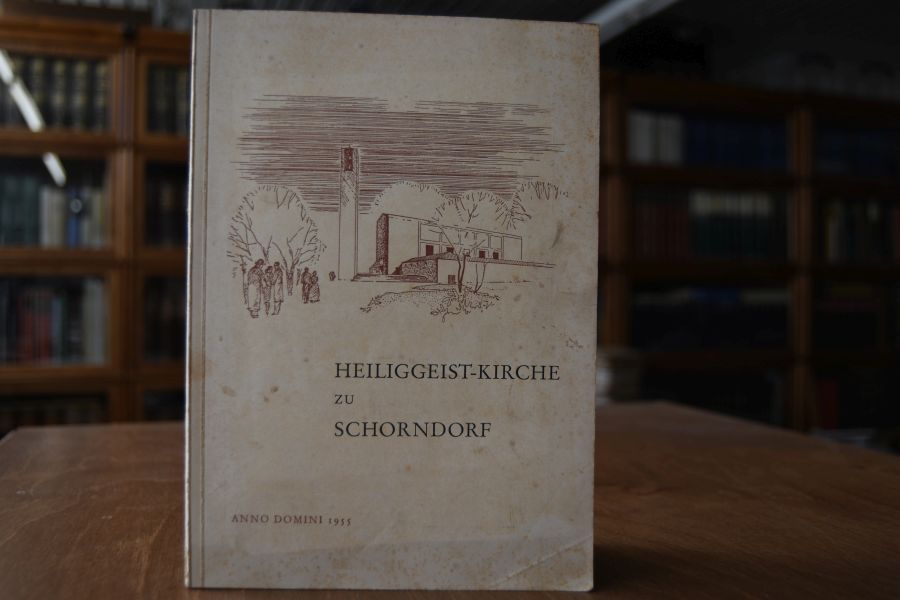 HEILIGGEIST-KIRCHE
ZU
SCHORNDORF
ANNO DOMINI 1955